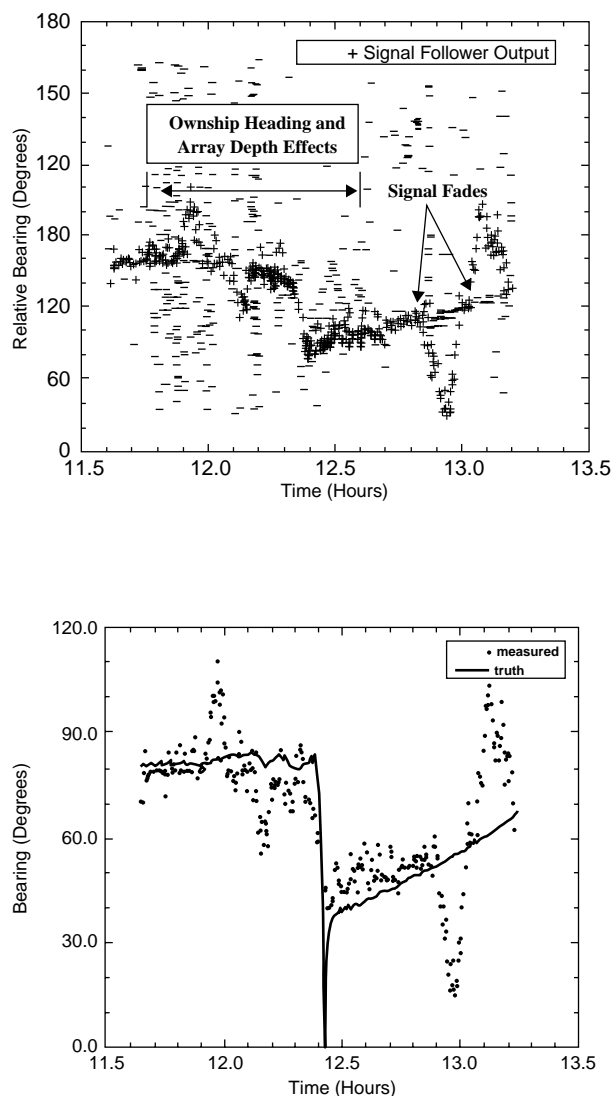 180
150
120
180
120
60
0
Relative Bearing (Degrees)
+ Signal Follower Output
Ownship Heading and
Array Depth Effects
Signal Fades
11.5 12.0 12.5 13.0 13.5
Time (Hours)
120.0
90.0
60.0
30.0
0.0
Bearing (Degrees)
measured
truth
11.5 12.0 12.5 13.0 13.5
Time (Hours)